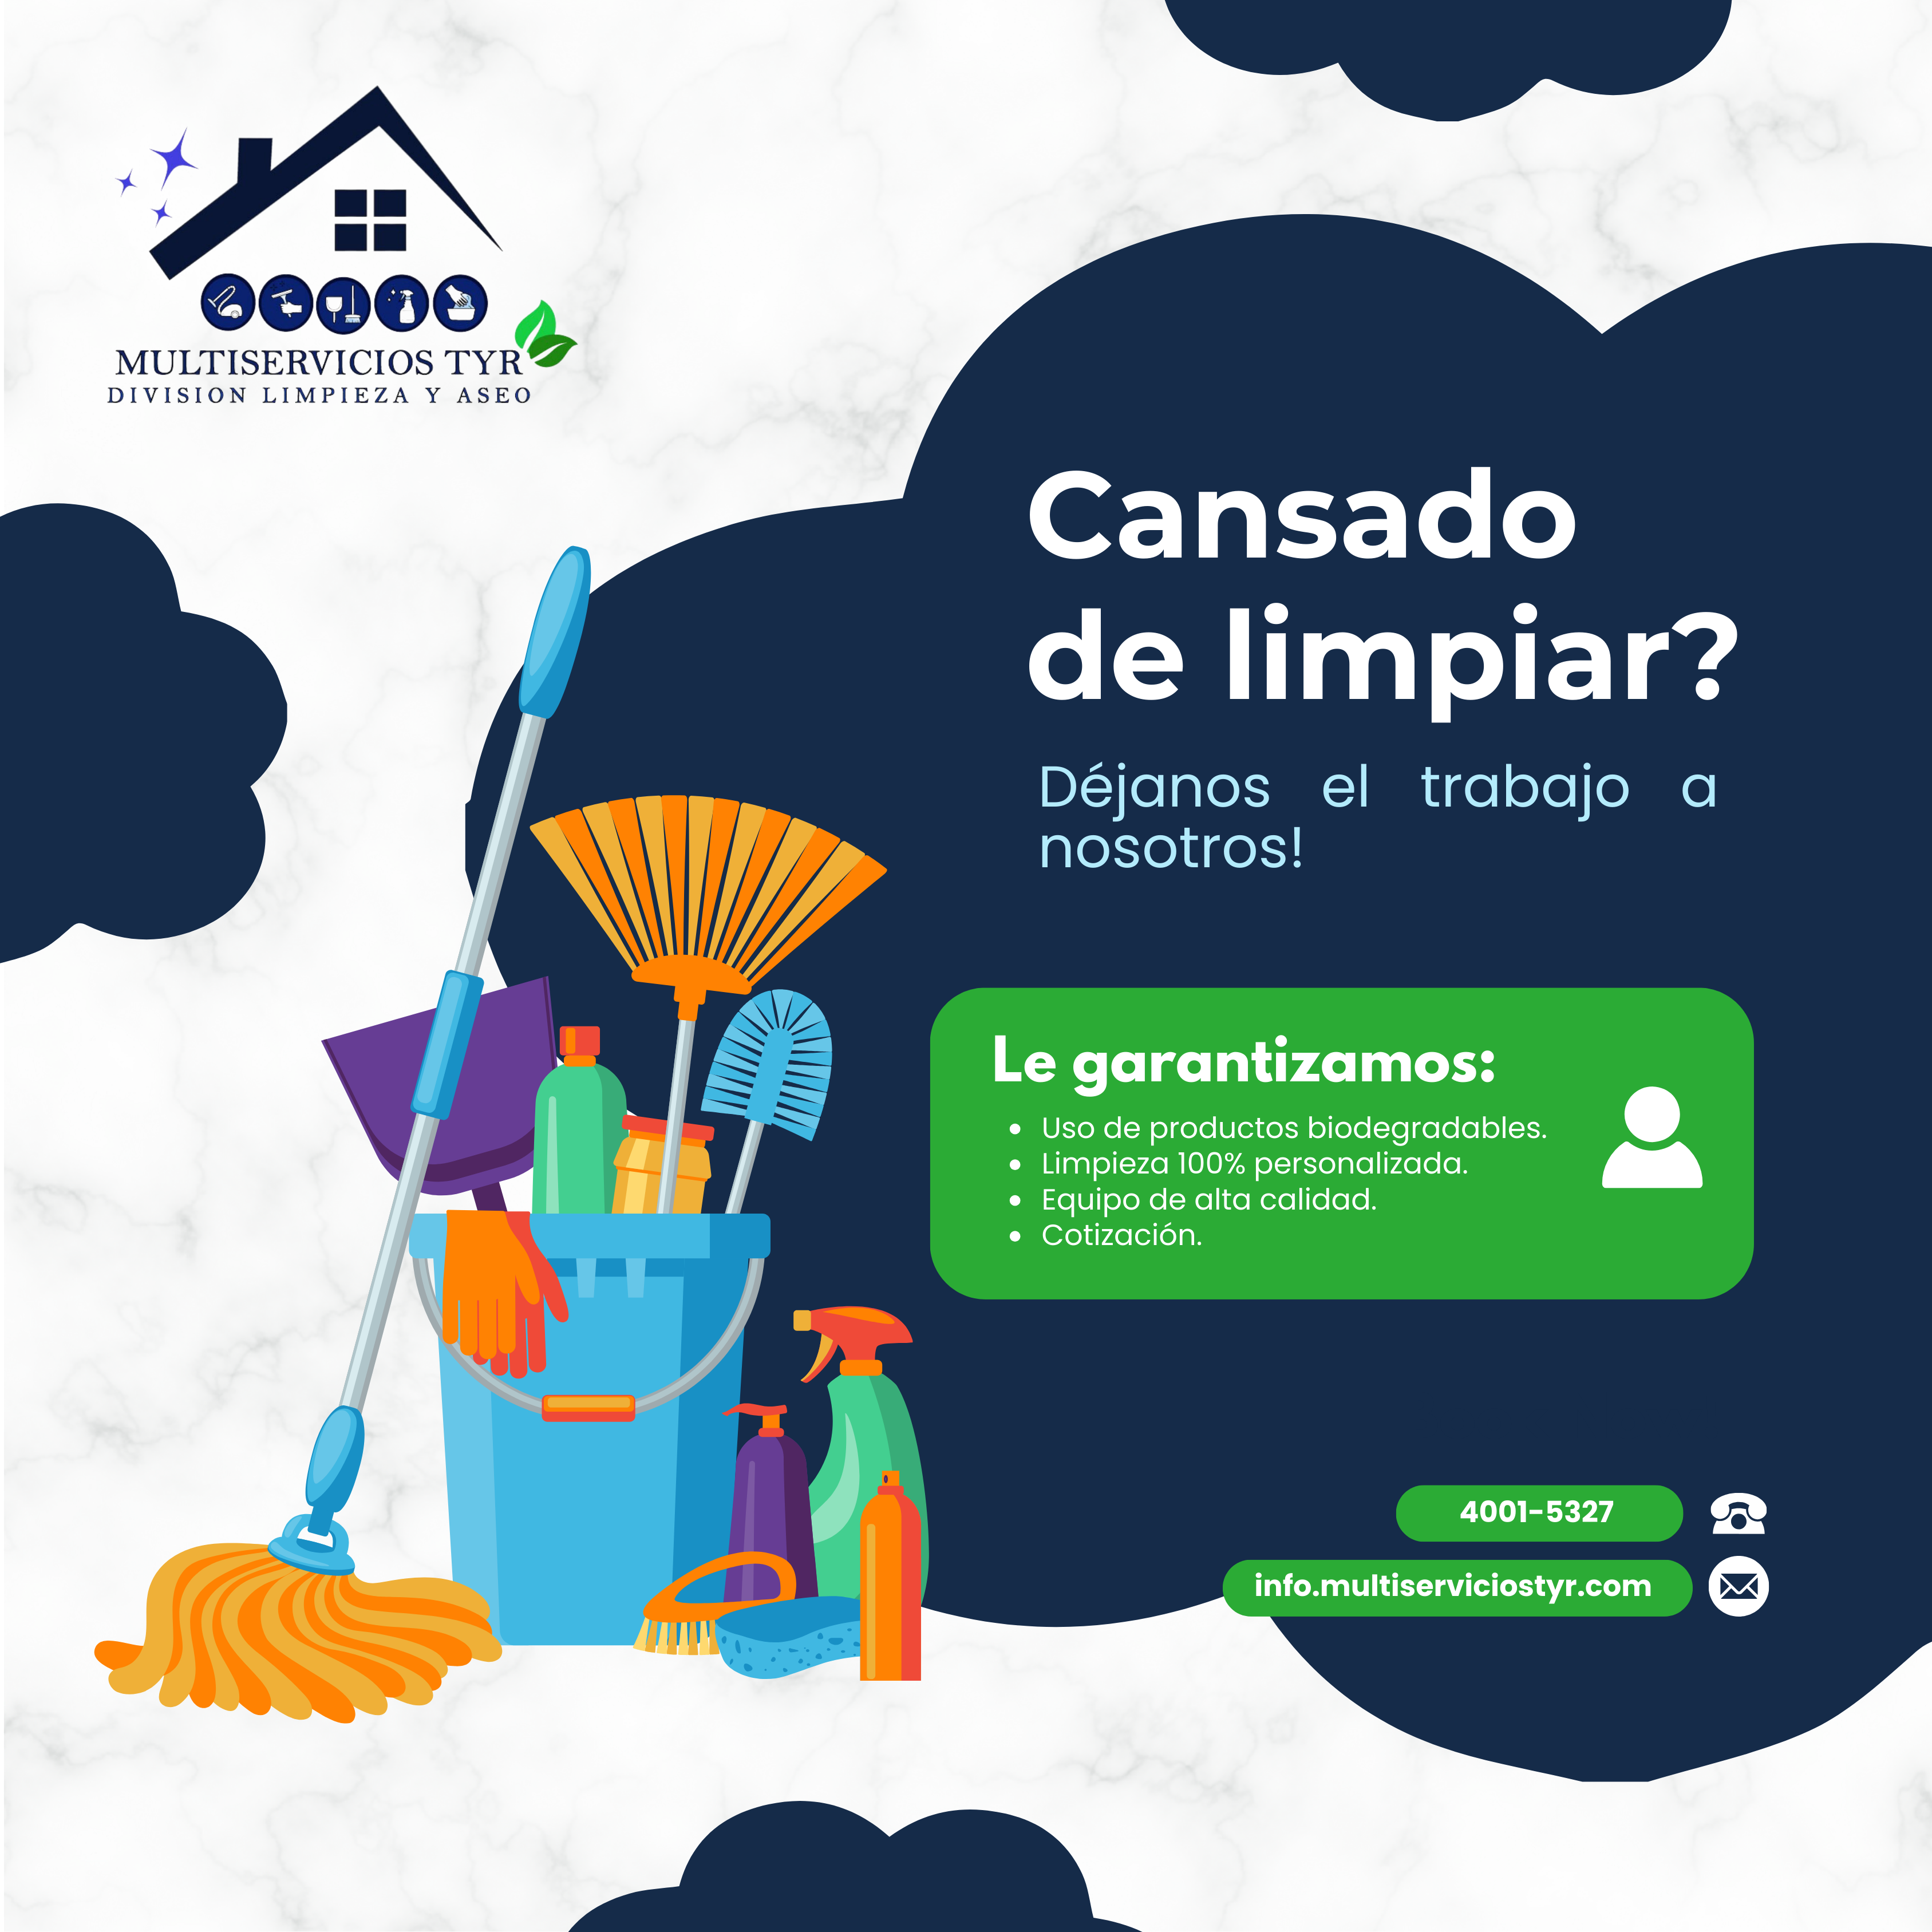 MULTISERVICIOS TYR
DIVISION LIMPIEZA Y ASEO
Cansado
de limpiar?
Déjanos el trabajo a
nosotros!
Le garantizamos:
• Uso de productos biodegradables.
• Limpieza 100% personalizada.
• Equipo de alta calidad.
• Cotización.
4001-5327
info.multiserviciostyr.com